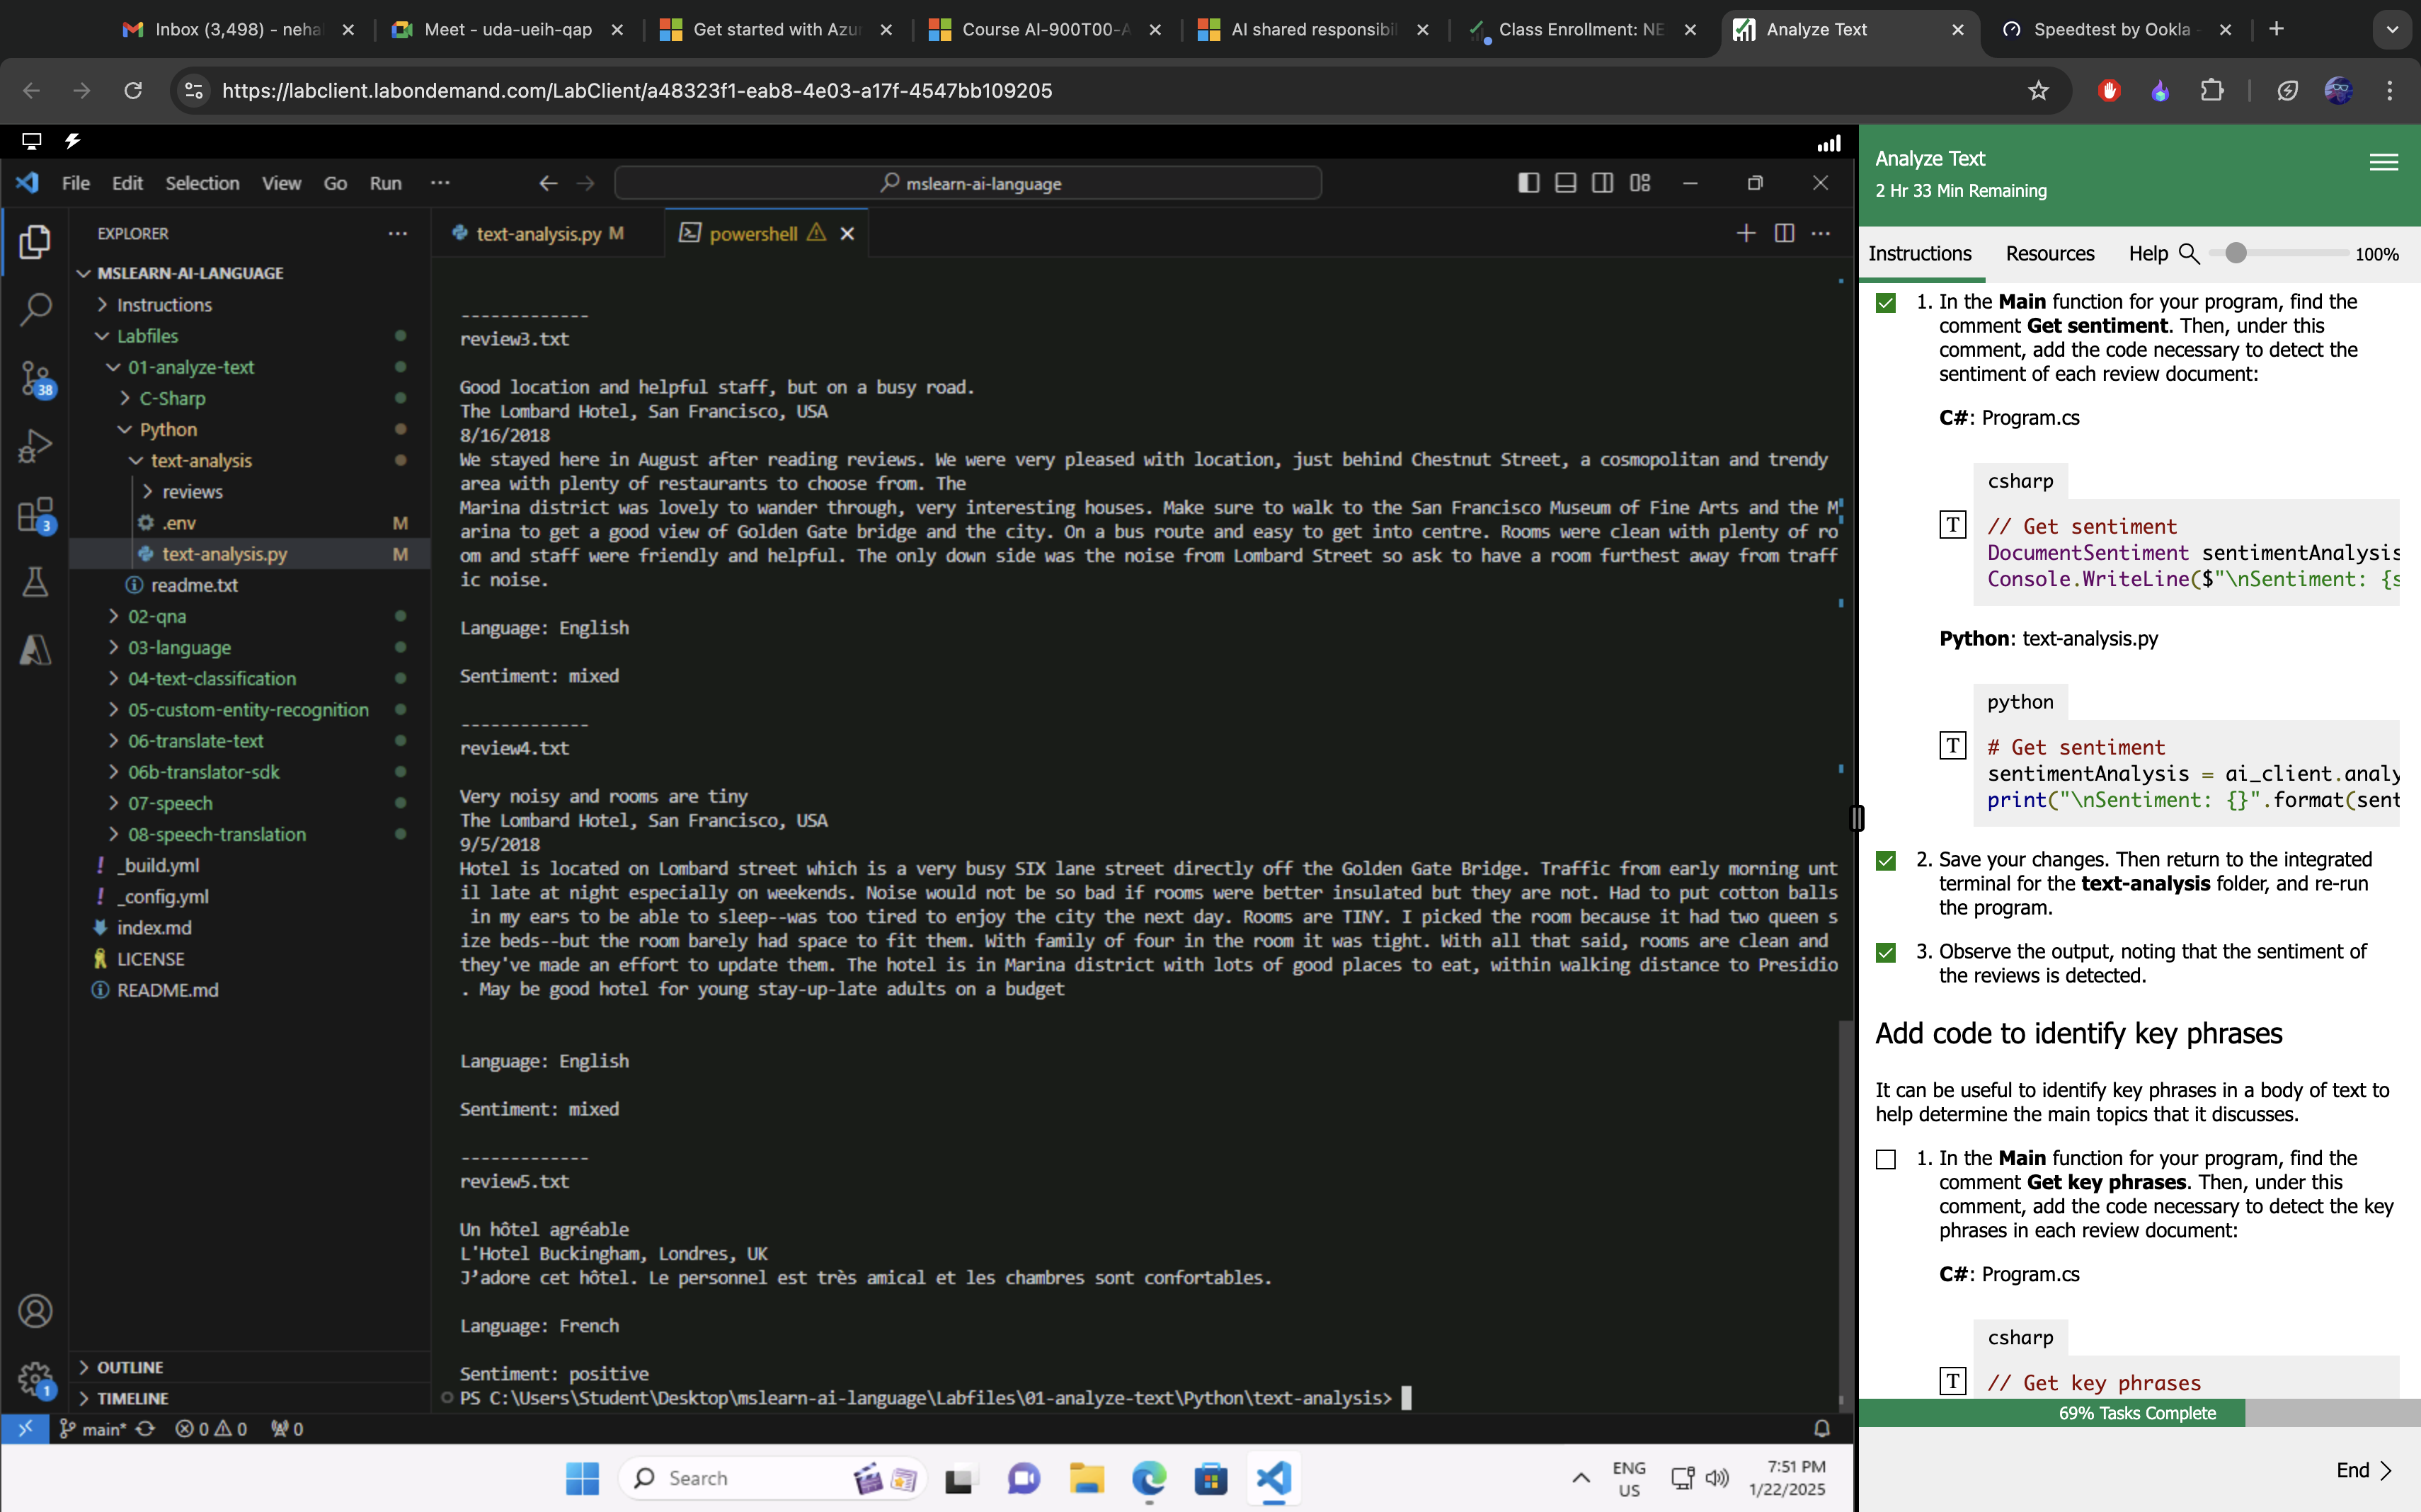 Inbox (3,498) - neha
Meet - uda-ueih-qap
Get started with Azur
Course AI-900T00-A
AI shared responsibi
Class Enrollment: NE
Analyze Text
Speedtest by Ookla
https://labclient.labondemand.com/LabClient/a48323f1-eab8-4e03-a17f-4547bb109205
File Edit Selection View Go Run ···
mslearn-ai-language
EXPLORER
MSLEARN-AI-LANGUAGE
Instructions
Labfiles
01-analyze-text
C-Sharp
Python
text-analysis
reviews
.env M
text-analysis.py M
readme.txt
02-qna
03-language
04-text-classification
05-custom-entity-recognition
06-translate-text
06b-translator-sdk
07-speech
08-speech-translation
_build.yml
_config.yml
index.md
LICENSE
README.md
OUTLINE
TIMELINE
38
3
1
text-analysis.py M
powershell
-------------
review3.txt
Good location and helpful staff, but on a busy road.
The Lombard Hotel, San Francisco, USA
8/16/2018
We stayed here in August after reading reviews. We were very pleased with location, just behind Chestnut Street, a cosmopolitan and trendy
area with plenty of restaurants to choose from. The
Marina district was lovely to wander through, very interesting houses. Make sure to walk to the San Francisco Museum of Fine Arts and the M
arina to get a good view of Golden Gate bridge and the city. On a bus route and easy to get into centre. Rooms were clean with plenty of ro
om and staff were friendly and helpful. The only down side was the noise from Lombard Street so ask to have a room furthest away from traff
ic noise.
Language: English
Sentiment: mixed
-------------
review4.txt
Very noisy and rooms are tiny
The Lombard Hotel, San Francisco, USA
9/5/2018
Hotel is located on Lombard street which is a very busy SIX lane street directly off the Golden Gate Bridge. Traffic from early morning unt
il late at night especially on weekends. Noise would not be so bad if rooms were better insulated but they are not. Had to put cotton balls
in my ears to be able to sleep--was too tired to enjoy the city the next day. Rooms are TINY. I picked the room because it had two queen s
ize beds--but the room barely had space to fit them. With family of four in the room it was tight. With all that said, rooms are clean and
they've made an effort to update them. The hotel is in Marina district with lots of good places to eat, within walking distance to Presidio
. May be good hotel for young stay-up-late adults on a budget
Language: English
Sentiment: mixed
-------------
review5.txt
Un hôtel agréable
L'Hotel Buckingham, Londres, UK
J’adore cet hôtel. Le personnel est très amical et les chambres sont confortables.
Language: French
Sentiment: positive
PS C:\Users\Student\Desktop\mslearn-ai-language\Labfiles\01-analyze-text\Python\text-analysis>
main* 0 0 0
Search
ENG
US
7:51 PM
1/22/2025
Analyze Text
2 Hr 33 Min Remaining
Instructions Resources Help 100%
1. In the Main function for your program, find the
comment Get sentiment. Then, under this
comment, add the code necessary to detect the
sentiment of each review document:
C#: Program.cs
csharp
T
// Get sentiment
DocumentSentiment sentimentAnalysis
Console.WriteLine($"\nSentiment: {s
Python: text-analysis.py
python
T
# Get sentiment
sentimentAnalysis = ai_client.analy
print("\nSentiment: {}".format(sent
2. Save your changes. Then return to the integrated
terminal for the text-analysis folder, and re-run
the program.
3. Observe the output, noting that the sentiment of
the reviews is detected.
Add code to identify key phrases
It can be useful to identify key phrases in a body of text to
help determine the main topics that it discusses.
1. In the Main function for your program, find the
comment Get key phrases. Then, under this
comment, add the code necessary to detect the key
phrases in each review document:
C#: Program.cs
csharp
T
// Get key phrases
69% Tasks Complete
End